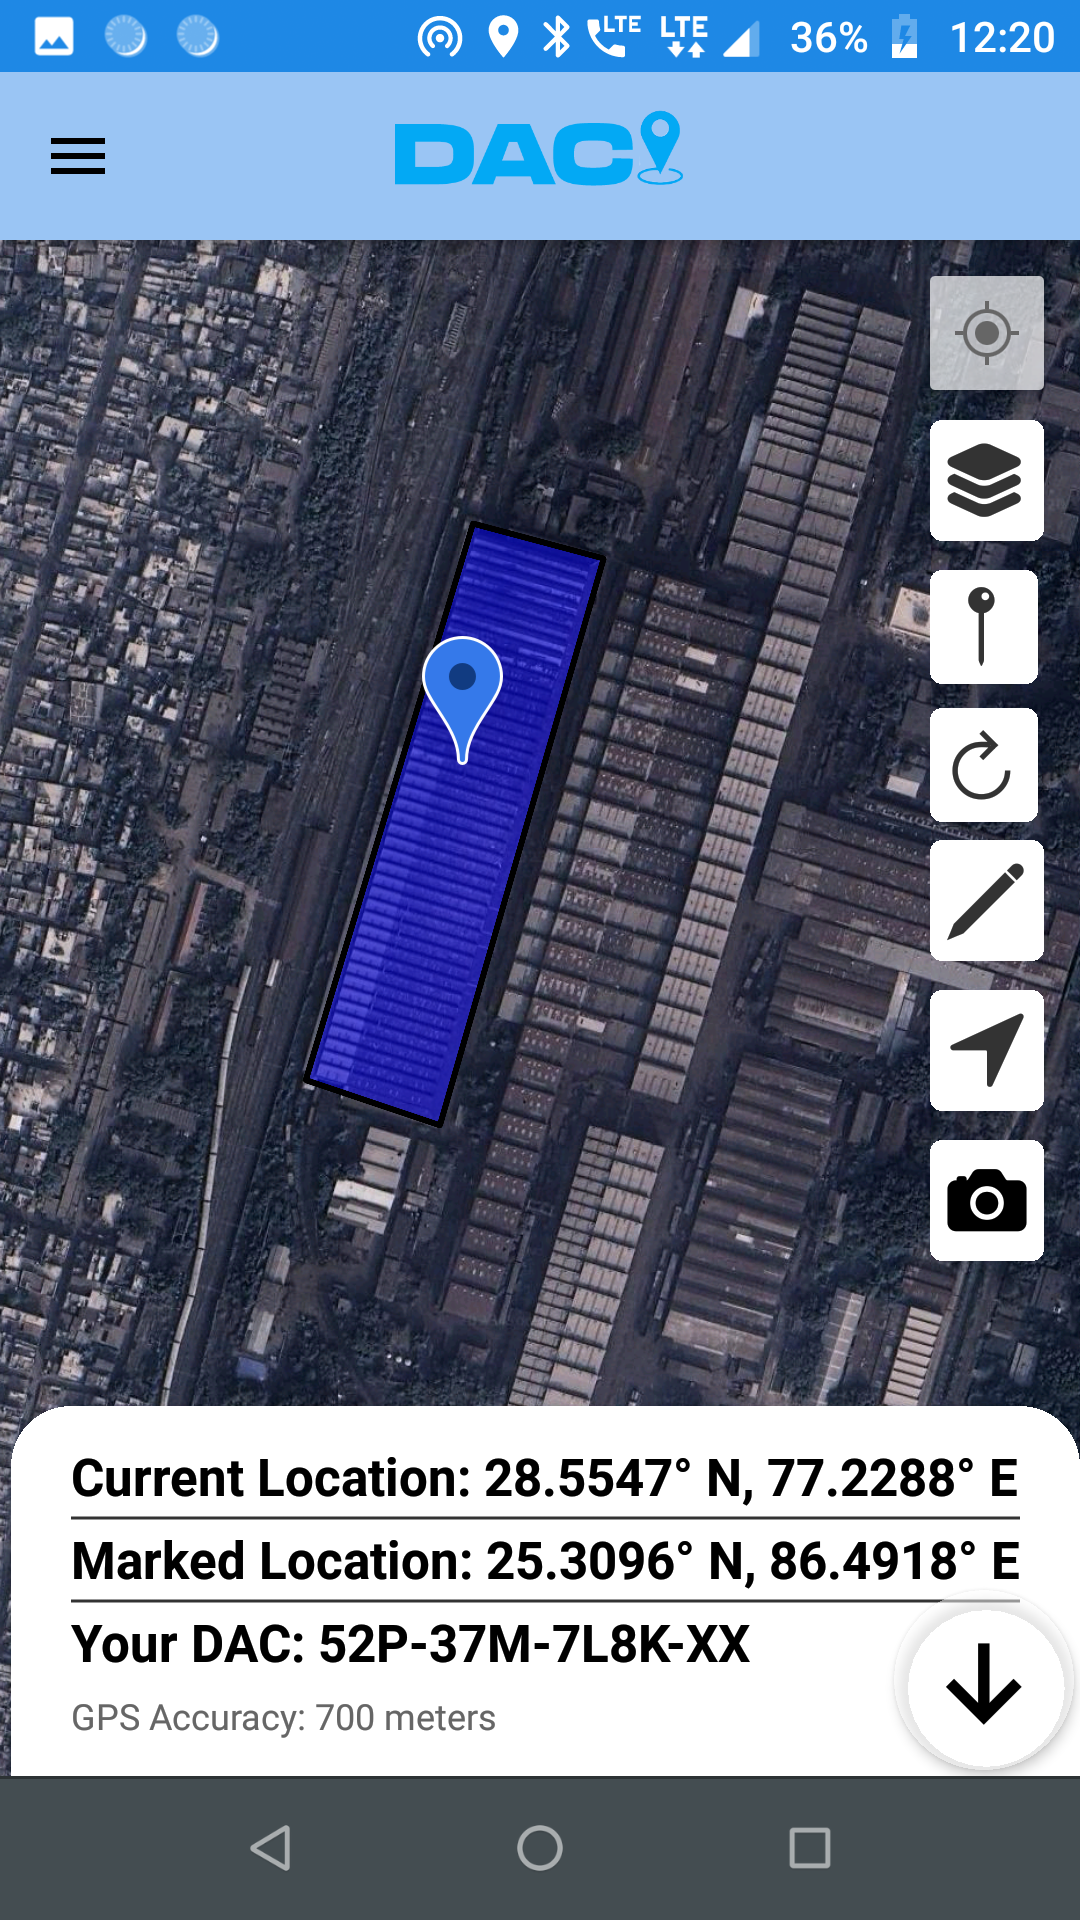 LTE LTE 36% 12:20
DAC
Current Location: 28.5547° N, 77.2288° E
Marked Location: 25.3096° N, 86.4918° E
Your DAC: 52P-37M-7L8K-XX
GPS Accuracy: 700 meters